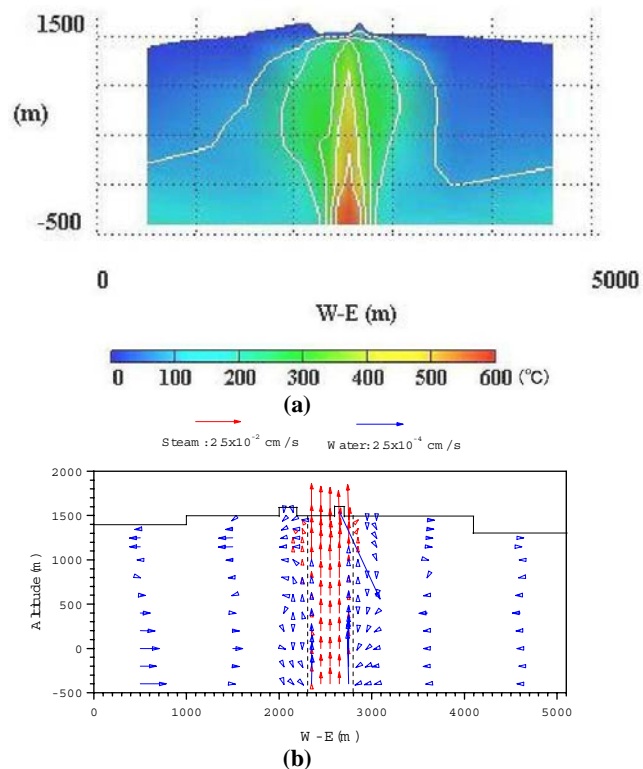 1500
(m)
-500
0 5000
W-E (m)
0 100 200 300 400 500 600 (°C)
(a)
Steam : 2.5x10-2 cm/s Water: 2.5x10-4 cm/s
2000
1500
1000
500
0
-500
Altitude (m)
0 1000 2000 3000 4000 5000
W-E (m)
(b)